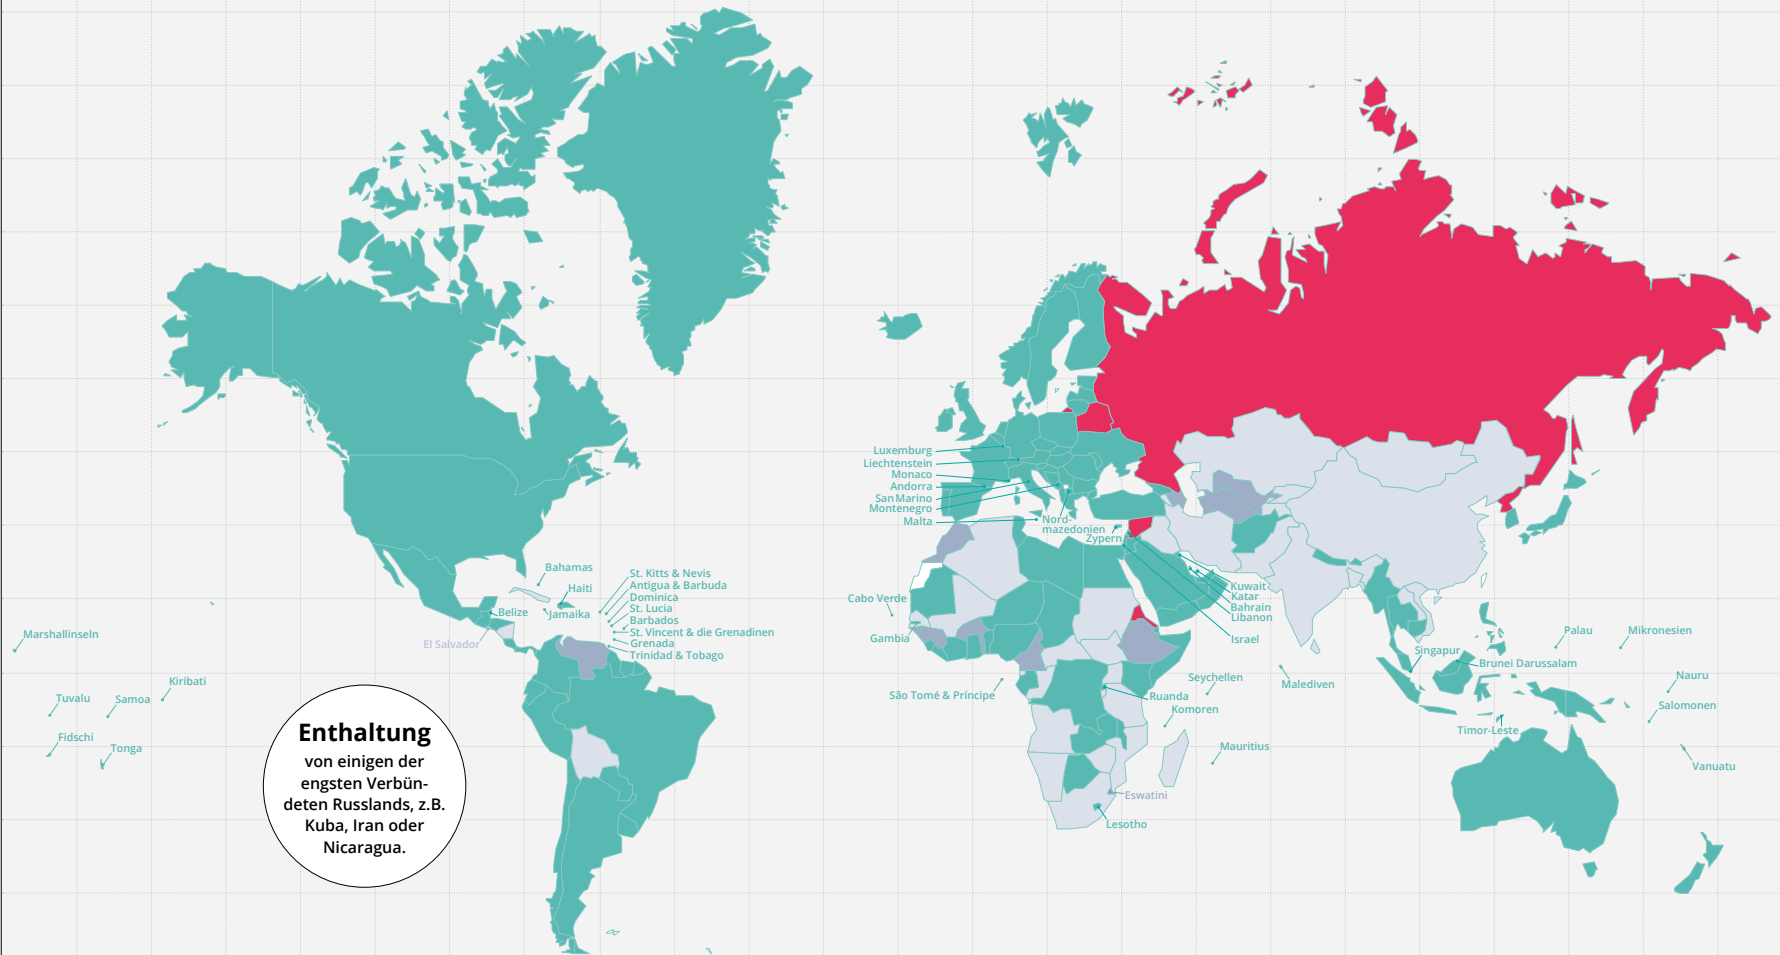 Luxemburg
Liechtenstein
Monaco
Andorra
San Marino
Montenegro
Malta
Nord-
mazedonien
Zypern
Bahamas
Haiti
Jamaika
Belize
El Salvador
St. Kitts & Nevis
Antigua & Barbuda
Dominica
St. Lucia
Barbados
St. Vincent & die Grenadinen
Grenada
Trinidad & Tobago
Cabo Verde
Gambia
São Tomé & Príncipe
Kuwait
Katar
Bahrain
Libanon
Israel
Marshallinseln
Kiribati
Tuvalu
Samoa
Fidschi
Tonga
Seychellen
Ruanda
Komoren
Mauritius
Malediven
Eswatini
Lesotho
Singapur
Brunei Darussalam
Timor-Leste
Palau
Mikronesien
Nauru
Salomonen
Vanuatu
Enthaltung
von einigen der
engsten Verbün-
deten Russlands, z.B.
Kuba, Iran oder
Nicaragua.